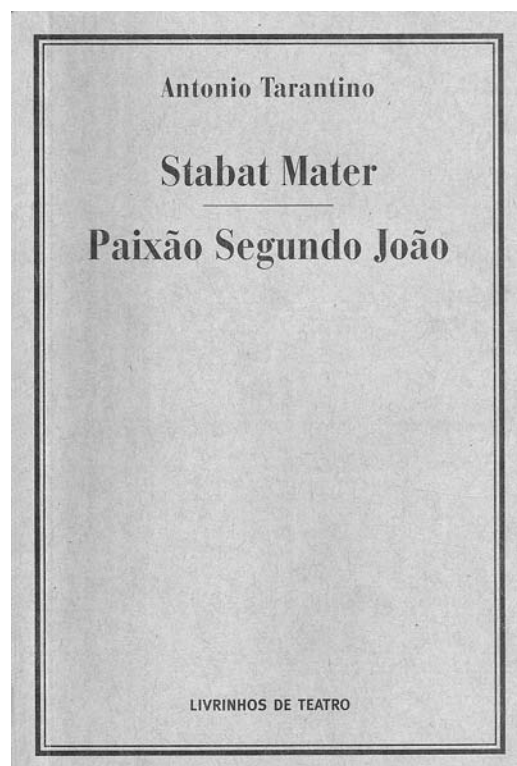 Antonio Tarantino
Stabat Mater
Paixão Segundo João
LIVRINHOS DE TEATRO